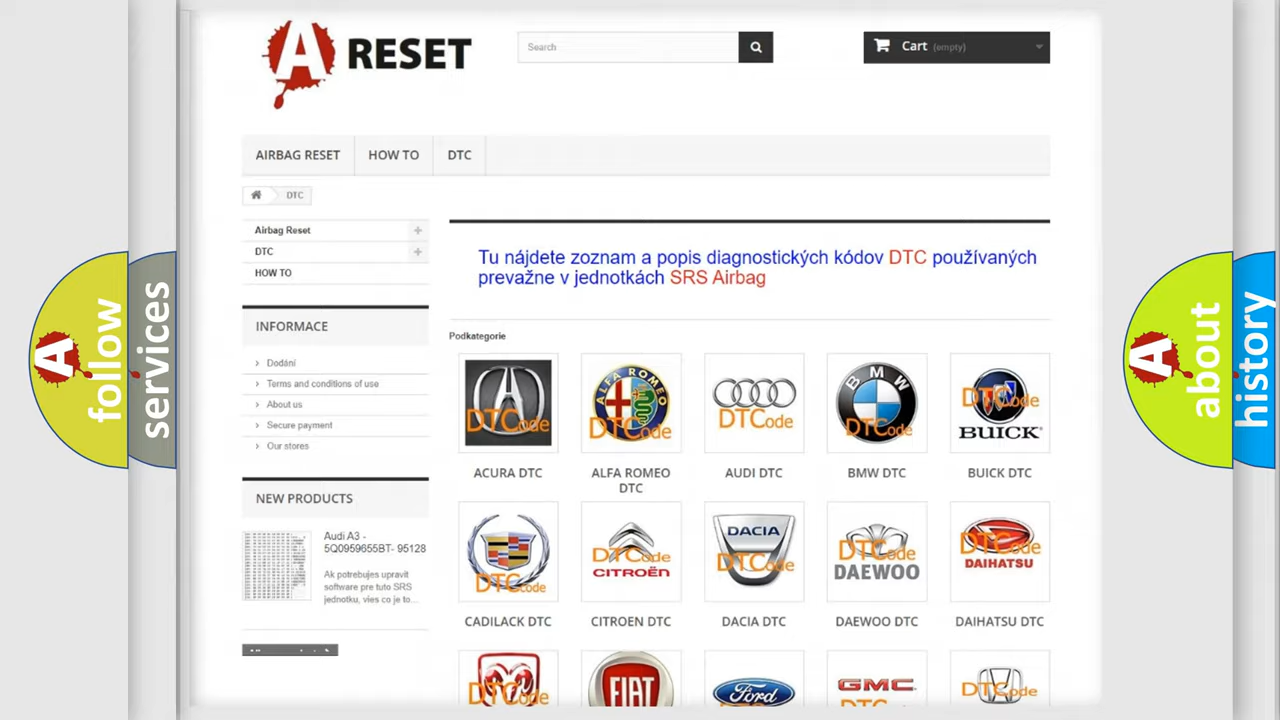 A RESET
Search
Cart (empty)
AIRBAG RESET
HOW TO
DTC
DTC
Airbag Reset
DTC
HOW TO
Tu nájdete zoznam a popis diagnostických kódov DTC používaných
prevažne v jednotkách SRS Airbag
INFORMACE
Dodání
Terms and conditions of use
About us
Secure payment
Our stores
NEW PRODUCTS
Audi A3 -
5Q0959655BT- 95128
Ak potrebujes upravit
software pre tuto SRS
jednotku, vies co je to...
Podkategorie
DTCode
ALFA ROMEO
DTCode
DTCode
BMW
DTCode
DTCode
BUICK
ACURA DTC
ALFA ROMEO
DTC
AUDI DTC
BMW DTC
BUICK DTC
DTCode
DTCode
CITROËN
DACIA
DTCode
DTCode
DAEWOO
DTCode
DAIHATSU
CADILACK DTC
CITROEN DTC
DACIA DTC
DAEWOO DTC
DAIHATSU DTC
DTCode
FIAT
Ford
GMC
DTCode
A follow
services
A about
history